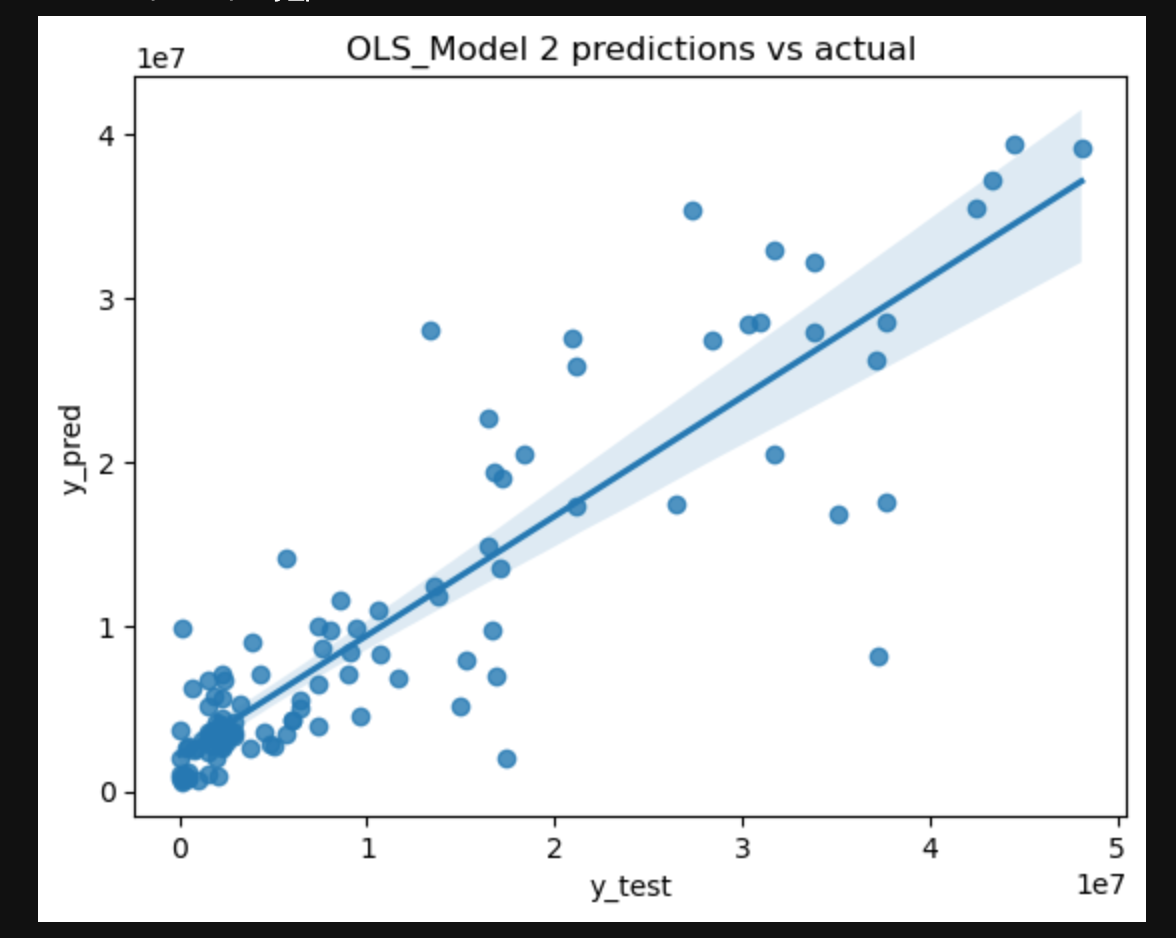 OLS_Model 2 predictions vs actual
1e7
4
3
2
1
0
y_pred
0 1 2 3 4 5
y_test
1e7